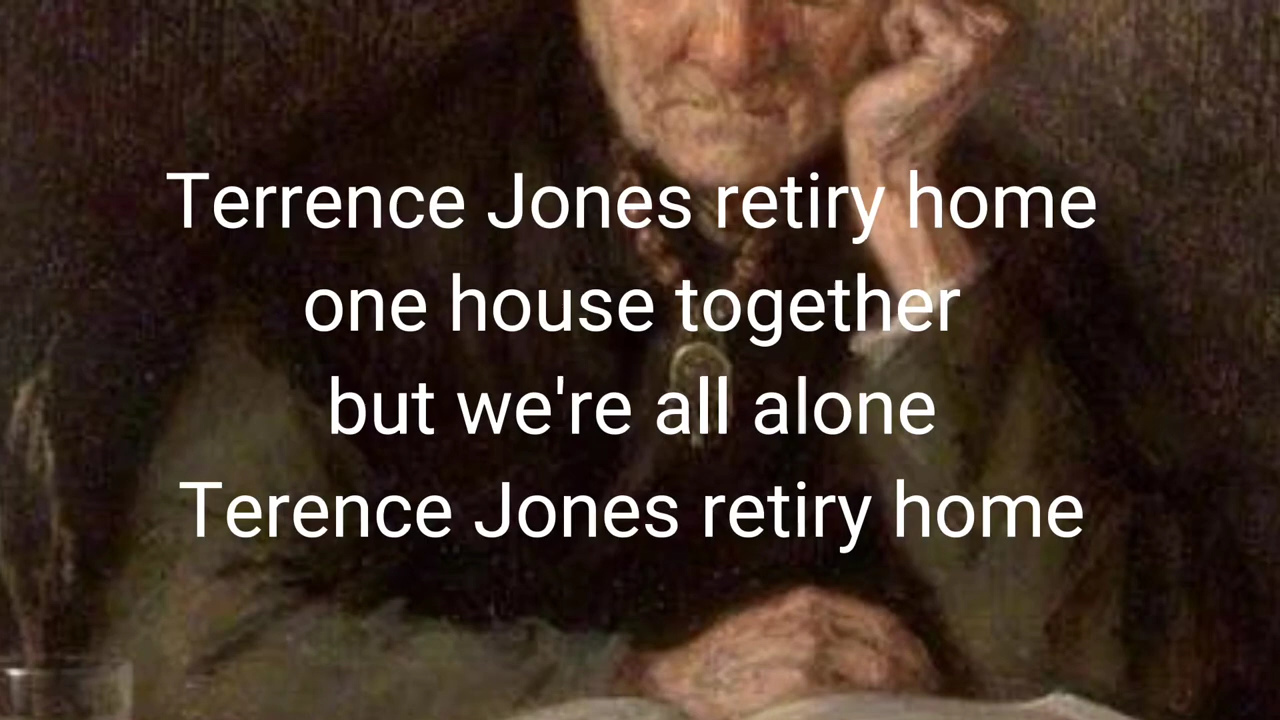 Terrence Jones retiry home
one house together
but we're all alone
Terence Jones retiry home